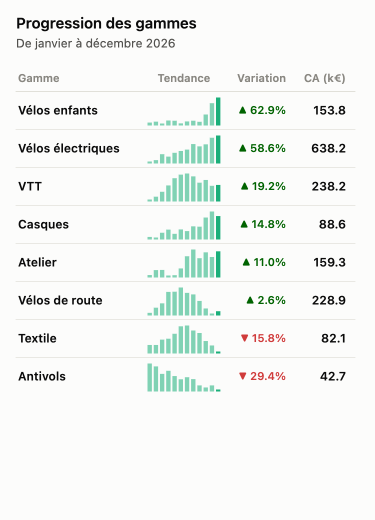 Progression des gammes
De janvier à décembre 2026
Gamme Tendance Variation CA (k€)
Vélos enfants ▲ 62.9% 153.8
Vélos électriques ▲ 58.6% 638.2
VTT ▲ 19.2% 238.2
Casques ▲ 14.8% 88.6
Atelier ▲ 11.0% 159.3
Vélos de route ▲ 2.6% 228.9
Textile ▼ 15.8% 82.1
Antivols ▼ 29.4% 42.7